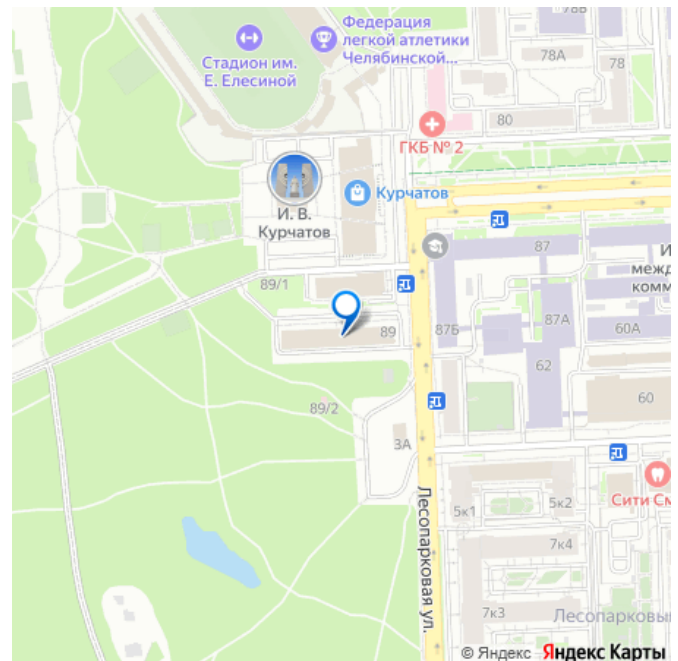 78Б
Федерация
легкой атлетики
Челябинской...
Стадион им.
Е. Елесиной
78А
78
80
ГКБ № 2
Курчатов
И. В.
Курчатов
87
И
межд
комм
89/1
89
87Б
87А
60А
62
60
89/2
3А
Сити См
5к1
5к2
7к4
Лесопарковая ул.
7к3
Лесопарковы
© Яндекс Яндекс Карты